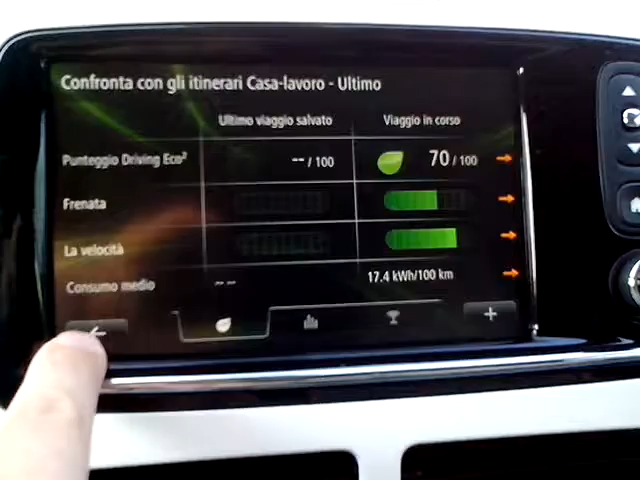 Confronta con gli itinerari Casa-lavoro - Ultimo
Ultimo viaggio salvato Viaggio in corso
Punteggio Driving Eco² -- / 100 70 / 100
Frenata
La velocità
Consumo medio -- 17.4 kWh/100 km